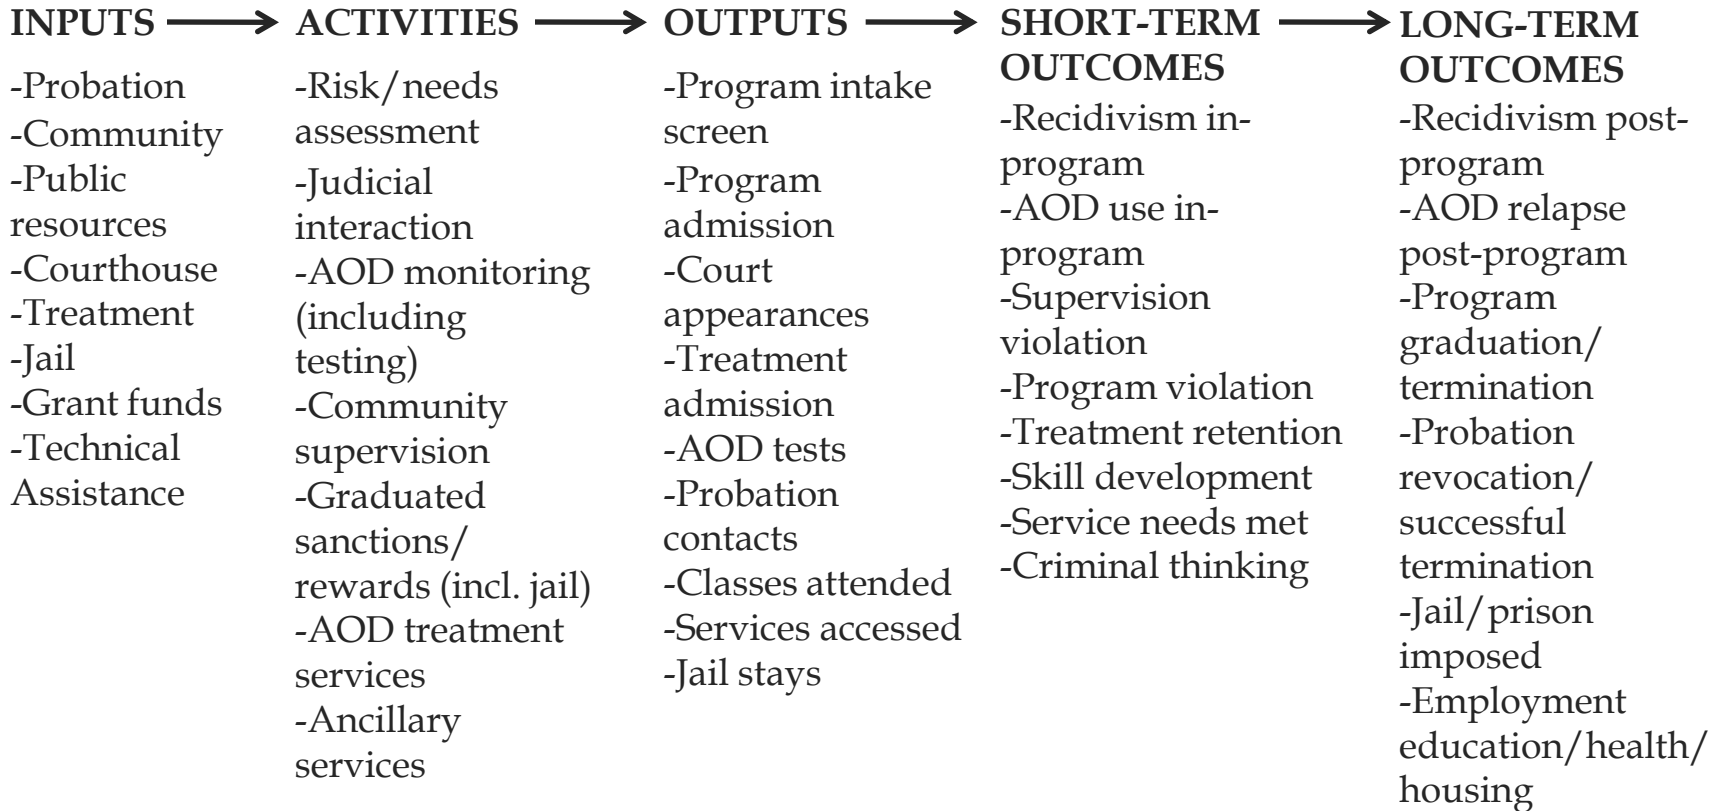 INPUTS
-Probation
-Community
-Public
resources
-Courthouse
-Treatment
-Jail
-Grant funds
-Technical
Assistance
ACTIVITIES
-Risk/needs
assessment
-Judicial
interaction
-AOD monitoring
(including
testing)
-Community
supervision
-Graduated
sanctions/
rewards (incl. jail)
-AOD treatment
services
-Ancillary
services
OUTPUTS
-Program intake
screen
-Program
admission
-Court
appearances
-Treatment
admission
-AOD tests
-Probation
contacts
-Classes attended
-Services accessed
-Jail stays
SHORT-TERM
OUTCOMES
-Recidivism in-
program
-AOD use in-
program
-Supervision
violation
-Program violation
-Treatment retention
-Skill development
-Service needs met
-Criminal thinking
LONG-TERM
OUTCOMES
-Recidivism post-
program
-AOD relapse
post-program
-Program
graduation/
termination
-Probation
revocation/
successful
termination
-Jail/prison
imposed
-Employment
education/health/
housing